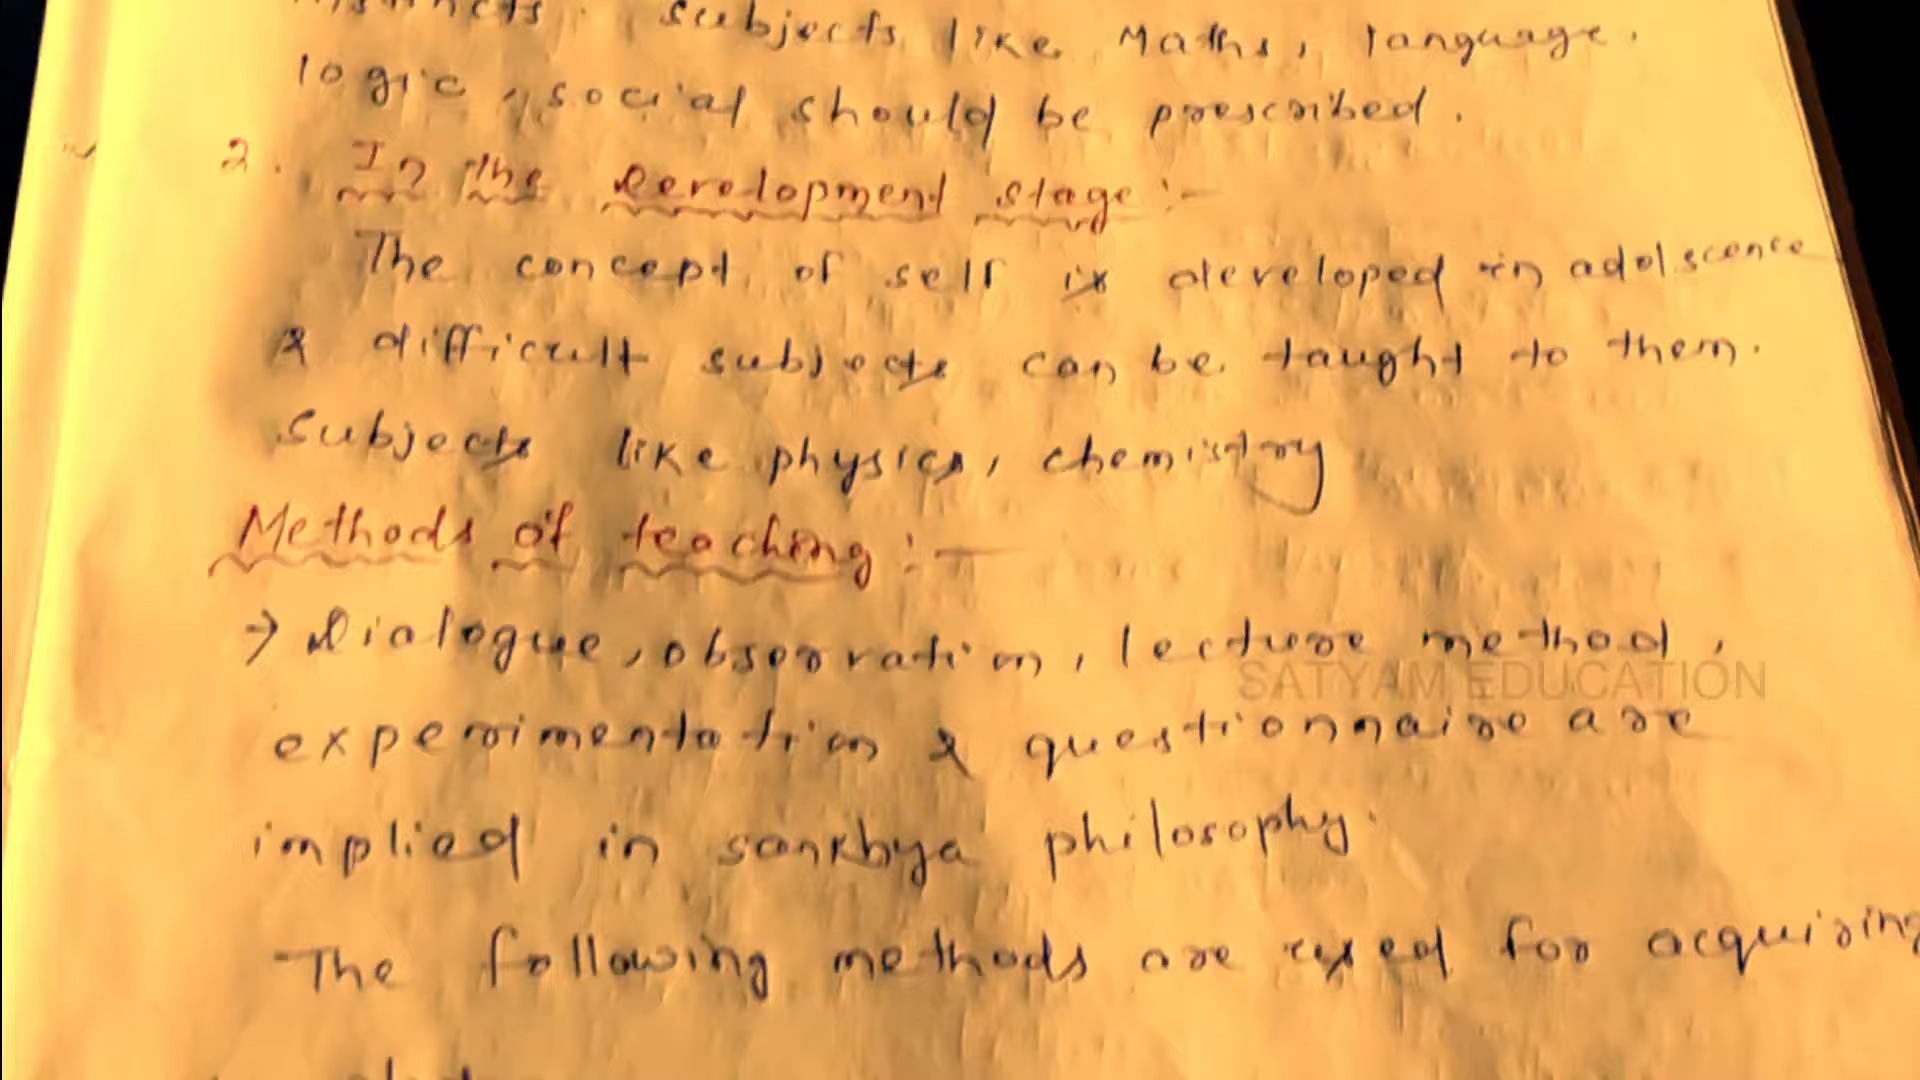 subjects like Maths, language.
logic, social should be prescribed.
2. In the Development stage :-
The concept of self is developed in adolscence
& difficult subjects can be taught to them.
Subjects like physics, chemistry
Methods of teaching :-
→ Dialogue, observation, lecture method,
SATYAM EDUCATION
experimentation & questionnaire are
implied in sankhya philosophy.
The following methods are used for acquiring